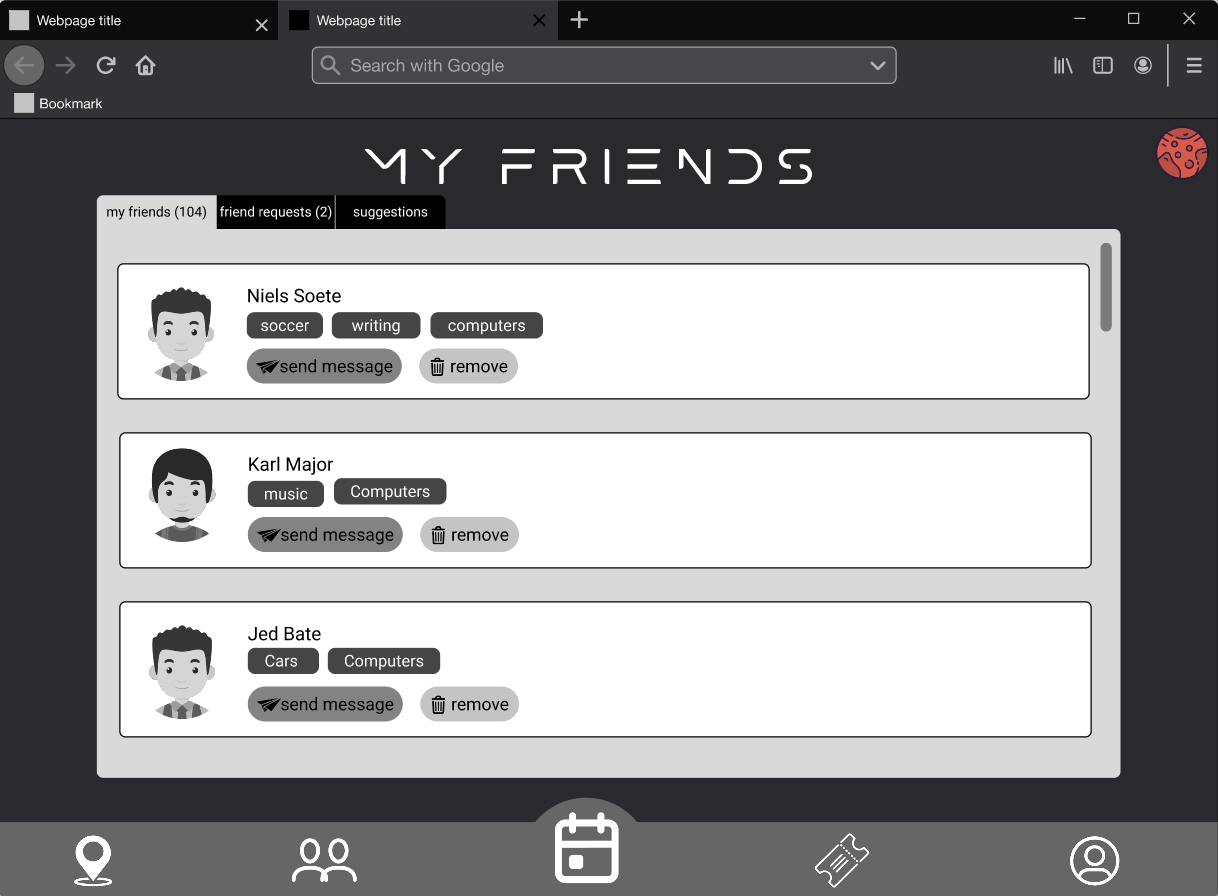 Webpage title
Webpage title
Search with Google
Bookmark
MY FRIENDS
my friends (104)
friend requests (2)
suggestions
Niels Soete
soccer writing computers
send message remove
Karl Major
music Computers
send message remove
Jed Bate
Cars Computers
send message remove